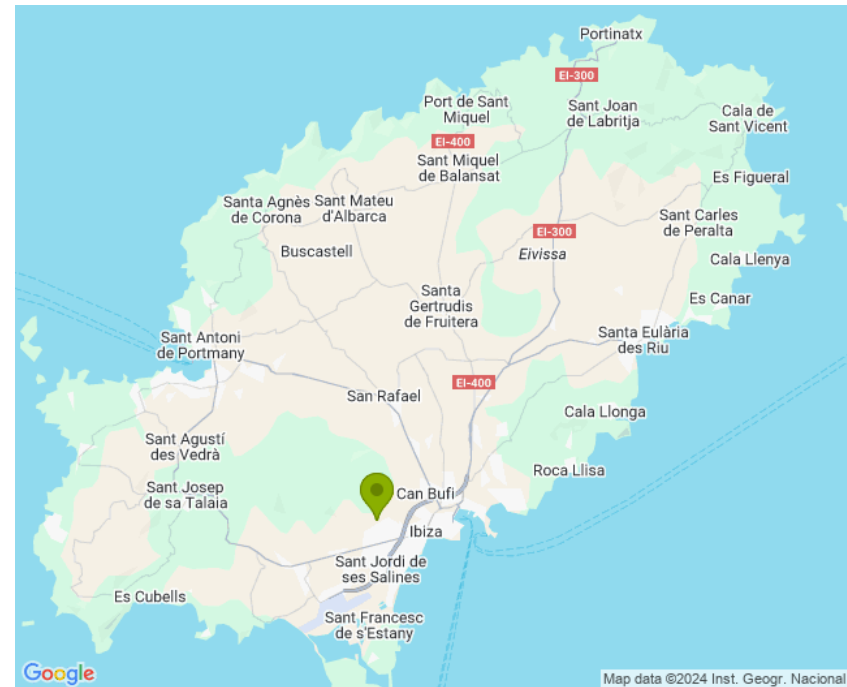 Portinatx
EI-300
Port de Sant
Miquel
Sant Joan
de Labritja
Cala de
Sant Vicent
EI-400
Sant Miquel
de Balansat
Es Figueral
Santa Agnès
de Corona
Sant Mateu
d'Albarca
Sant Carles
de Peralta
EI-300
Buscastell
Eivissa
Cala Llenya
Santa
Gertrudis
de Fruitera
Es Canar
Sant Antoni
de Portmany
Santa Eulària
des Riu
EI-400
San Rafael
Cala Llonga
Sant Agustí
des Vedrà
Roca Llisa
Sant Josep
de sa Talaia
Can Bufi
Ibiza
Sant Jordi de
ses Salines
Es Cubells
Sant Francesc
de s'Estany
Google
Map data ©2024 Inst. Geogr. Nacional